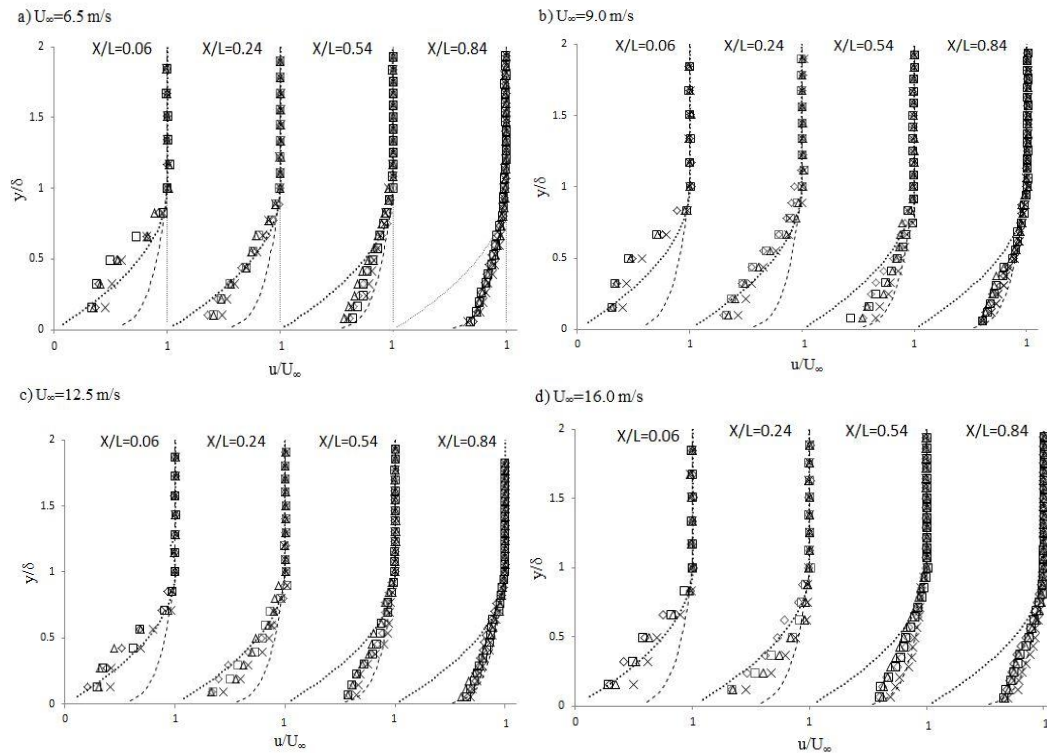 a) U∞=6.5 m/s
X/L=0.06 X/L=0.24 X/L=0.54 X/L=0.84
2
1.5
1
0.5
0
y/δ
0 1 1 1 1
u/U∞
b) U∞=9.0 m/s
X/L=0.06 X/L=0.24 X/L=0.54 X/L=0.84
2
1.5
1
0.5
0
y/δ
0 1 1 1 1
u/U∞
c) U∞=12.5 m/s
X/L=0.06 X/L=0.24 X/L=0.54 X/L=0.84
2
1.5
1
0.5
0
y/δ
0 1 1 1 1
u/U∞
d) U∞=16.0 m/s
X/L=0.06 X/L=0.24 X/L=0.54 X/L=0.84
2
1.5
1
0.5
0
y/δ
0 1 1 1 1
u/U∞